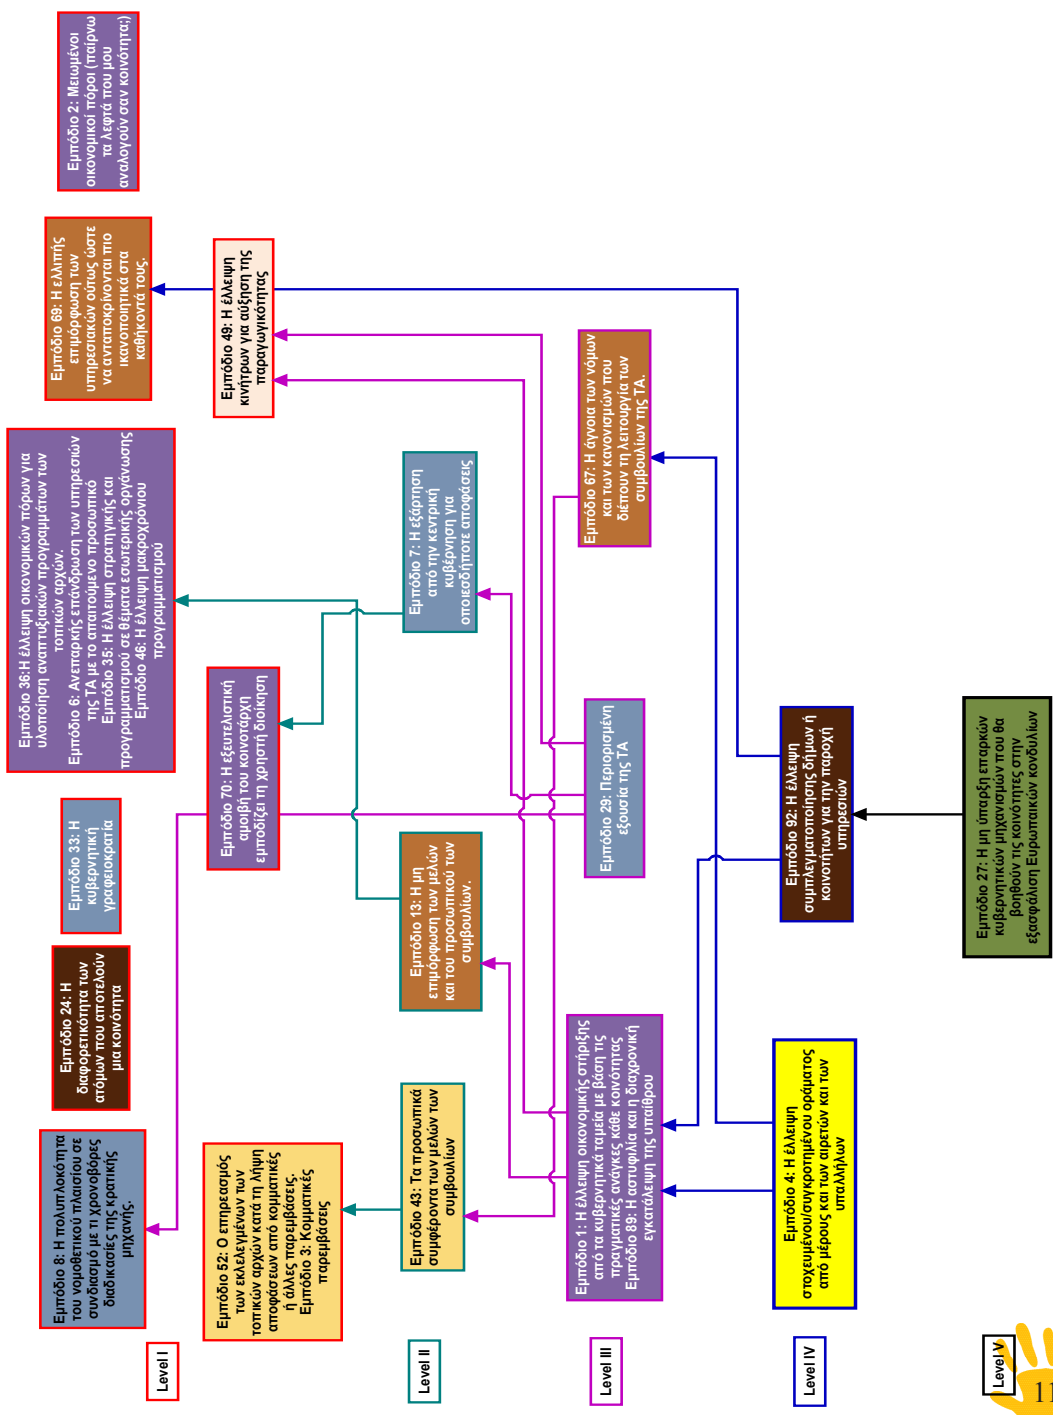 Εμπόδιο 8: Η πολυπλοκότητα
του νομοθετικού πλαισίου σε
συνδιασμό με τι χρονοβόρες
διαδικασίες της κρατικής
μηχανής.
Εμπόδιο 24: Η
διαφορετικότητα των
ατόμων που αποτελούν
μια κοινότητα
Εμπόδιο 33: Η
κυβερνητική
γραφειοκρατία
Εμπόδιο 36:Η έλλειψη οικονομικών πόρων για
υλοποίηση αναπτυξιακών προγραμμάτων των
τοπικών αρχών.
Εμπόδιο 6: Ανεπαρκής επάνδρωση των υπηρεσιών
της ΤΑ με το απαιτούμενο προσωπικό
Εμπόδιο 35: Η έλλειψη στρατηγικής και
προγραμματισμού σε θέματα εσωτερικής οργάνωσης
Εμπόδιο 46: Η έλλειψη μακροχρόνιου
προγραμματισμού
Εμπόδιο 69: Η ελλιπής
επιμόρφωση των
υπηρεσιακών ούτως ώστε
να ανταποκρίνονται πιο
ικανοποιητικά στα
καθήκοντά τους.
Εμπόδιο 2: Μειωμένοι
οικονομικοί πόροι (παίρνω
τα λεφτά που μου
αναλογούν σαν κοινότητα;)
Level I
Εμπόδιο 52: Ο επηρεασμός
των εκλελεγμένων των
τοπικών αρχών κατά τη λήψη
αποφάσεων από κομματικές
ή άλλες παρεμβάσεις.
Εμπόδιο 3: Κομματικές
παρεμβάσεις
Εμπόδιο 70: Η εξευτελιστική
αμοιβή του κοινοτάρχη
εμποδίζει τη χρηστή διοίκηση
Εμπόδιο 49: Η έλλειψη
κινήτρων για αύξηση της
παραγωγικότητας
Level II
Εμπόδιο 43: Τα προσωπικά
συμφέροντα των μελών των
συμβουλίων
Εμπόδιο 13: Η μη
επιμόρφωση των μελών
και του προσωπικού των
συμβουλίων.
Εμπόδιο 7: Η εξάρτηση
από την κεντρική
κυβέρνηση για
οποιεσδήποτε αποφάσεις
Level III
Εμπόδιο 1: Η έλλειψη οικονομικής στήριξης
από τα κυβερνητικά ταμεία με βάση τις
πραγματικές ανάγκες κάθε κοινότητας
Εμπόδιο 89: Η αστυφιλία και η διαχρονική
εγκατάλειψη της υπαίθρου
Εμπόδιο 29: Περιορισμένη
εξουσία της ΤΑ
Εμπόδιο 67: Η άγνοια των νόμων
και των κανονισμών που
διέπουν τη λειτουργία των
συμβουλίων της ΤΑ.
Level IV
Εμπόδιο 4: Η έλλειψη
στοχευμένου/συγκροτημένου οράματος
από μέρους και των αιρετών και των
υπαλλήλων
Εμπόδιο 92: Η έλλειψη
συμπλεγματοποίησης δήμων ή
κοινοτήτων για την παροχή
υπηρεσιών
Level V
Εμπόδιο 27: Η μη ύπαρξη επαρκών
κυβερνητικών μηχανισμών που θα
βοηθούν τις κοινότητες στην
εξασφάλιση Ευρωπαικών κονδυλίων
11